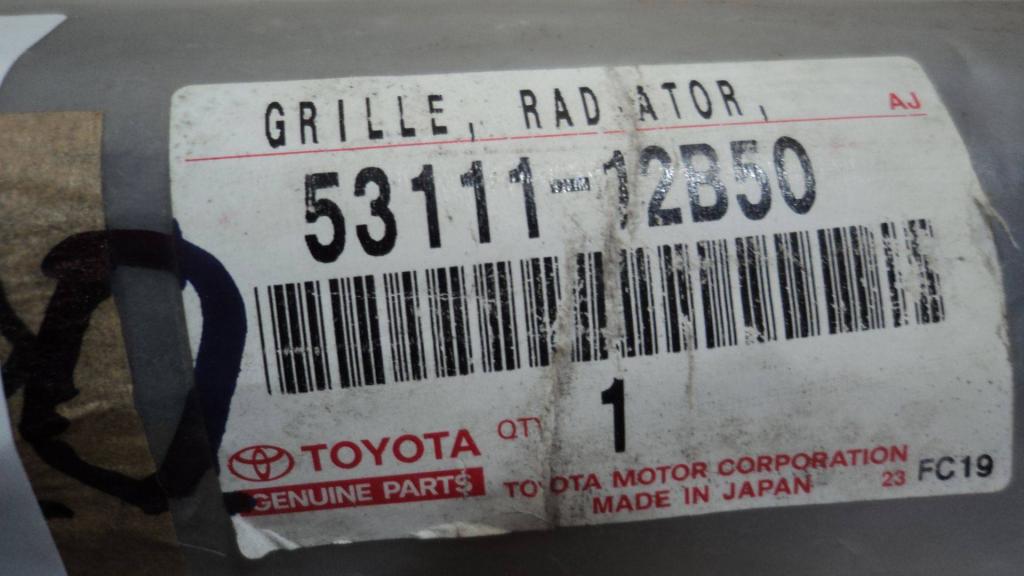 GRILLE, RADIATOR,
AJ
53111-12B50
QTY 1
TOYOTA
GENUINE PARTS
TOYOTA MOTOR CORPORATION
MADE IN JAPAN 23 FC19